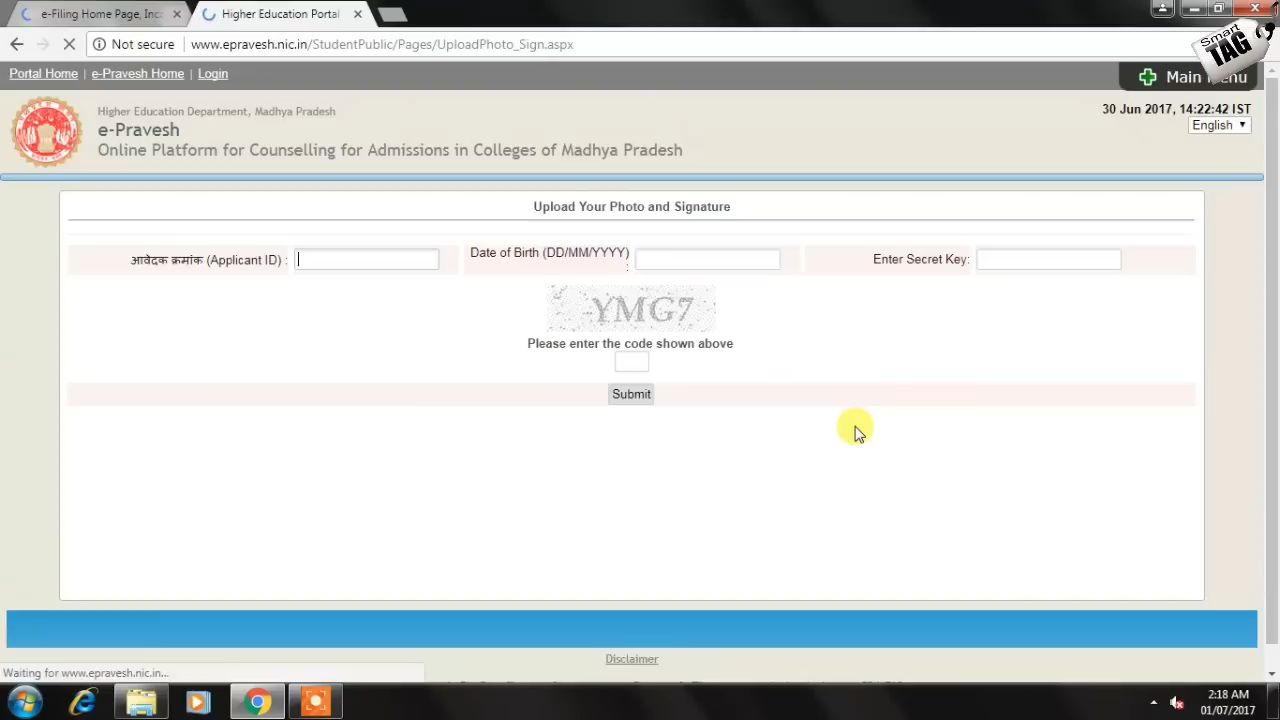 e-Filing Home Page, Inc
Higher Education Portal
Smart
TAG
Not secure
www.epravesh.nic.in/StudentPublic/Pages/UploadPhoto_Sign.aspx
Portal Home | e-Pravesh Home | Login
Main Menu
Higher Education Department, Madhya Pradesh
e-Pravesh
Online Platform for Counselling for Admissions in Colleges of Madhya Pradesh
30 Jun 2017, 14:22:42 IST
English
Upload Your Photo and Signature
आवेदक क्रमांक (Applicant ID) :
Date of Birth (DD/MM/YYYY) :
Enter Secret Key:
YMG7
Please enter the code shown above
Submit
Disclaimer
Waiting for www.epravesh.nic.in...
2:18 AM
01/07/2017